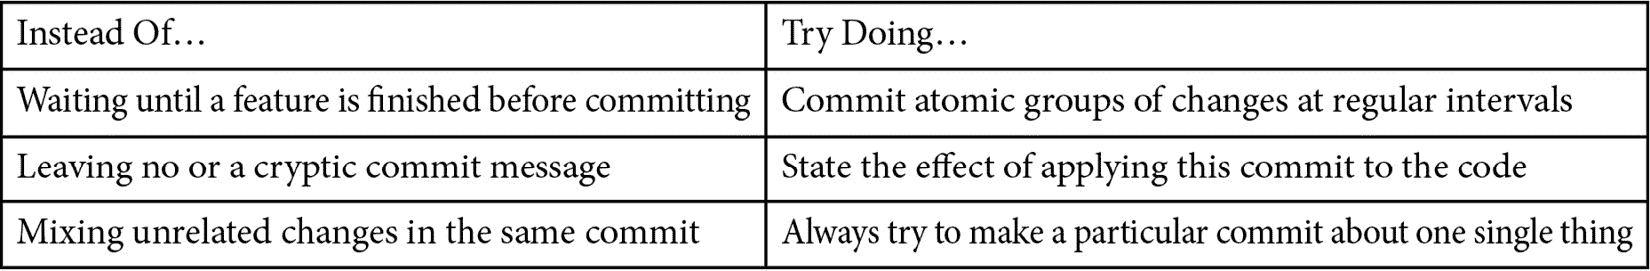 Instead Of…
Try Doing…
Waiting until a feature is finished before committing
Commit atomic groups of changes at regular intervals
Leaving no or a cryptic commit message
State the effect of applying this commit to the code
Mixing unrelated changes in the same commit
Always try to make a particular commit about one single thing